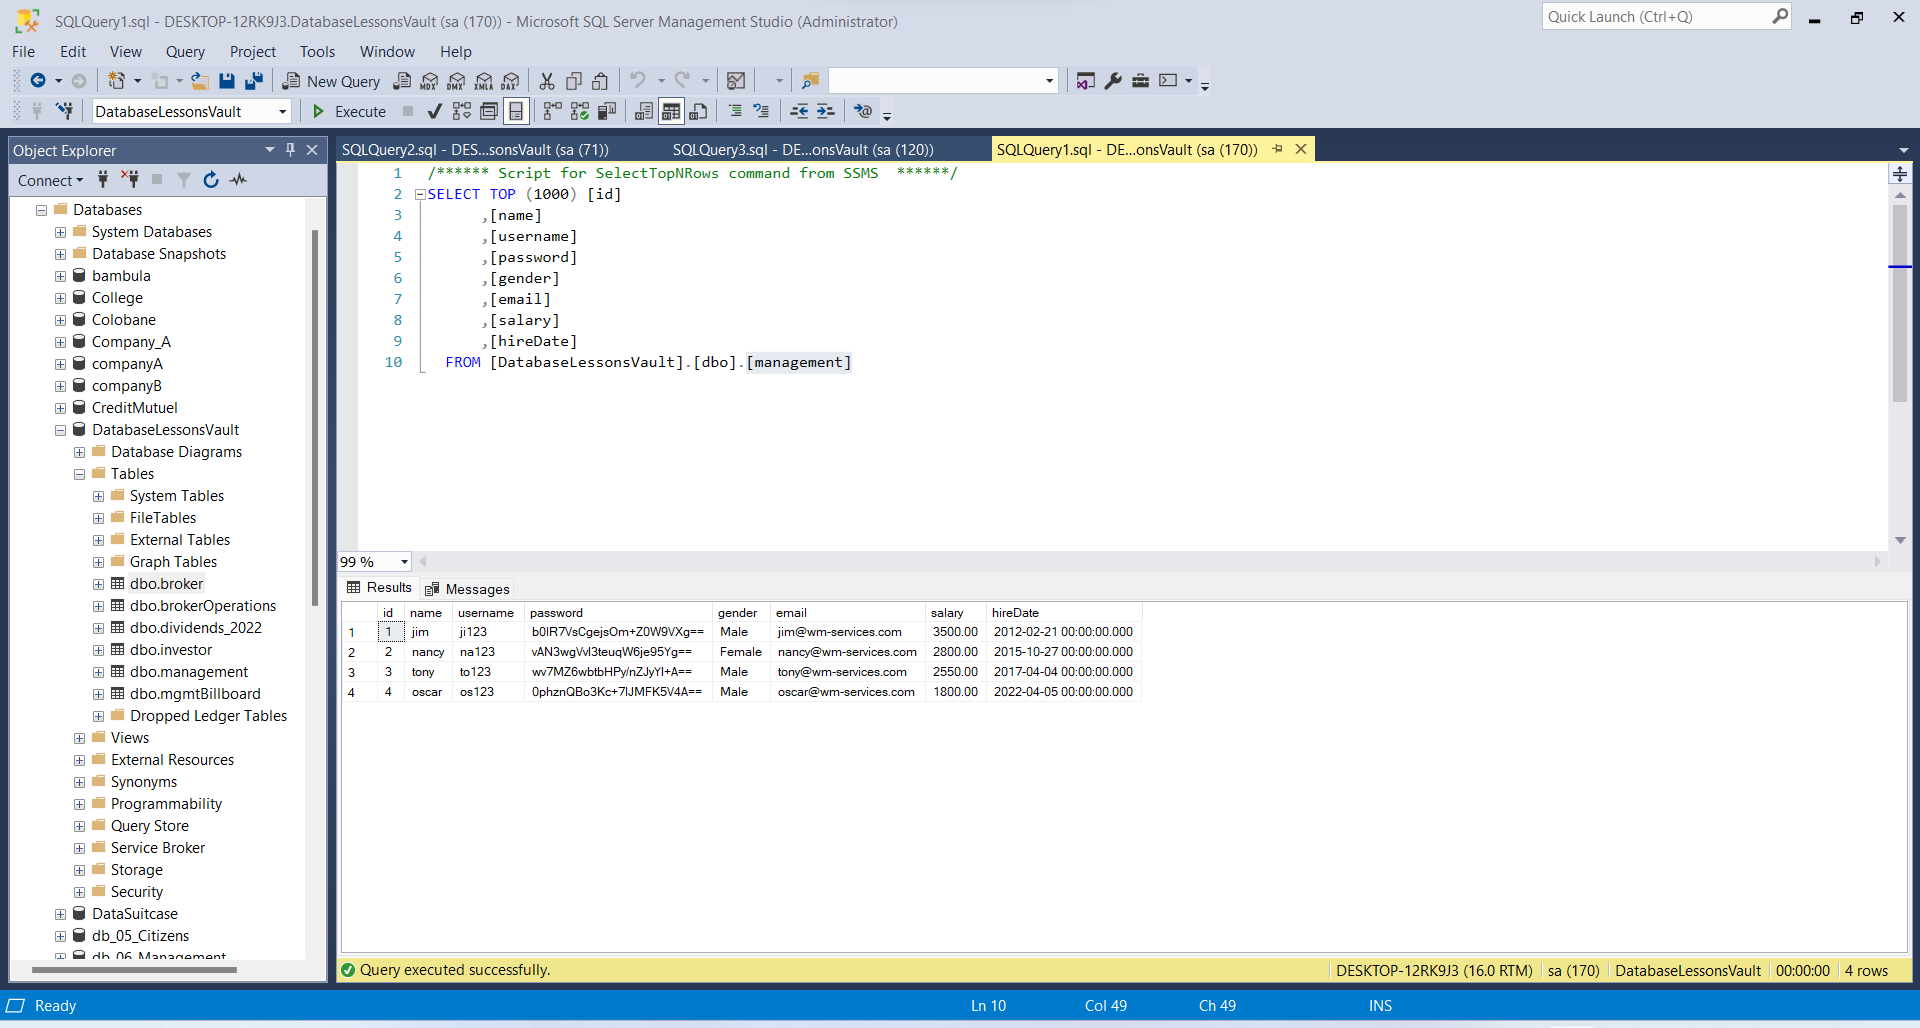 SQLQuery1.sql - DESKTOP-12RK9J3.DatabaseLessonsVault (sa (170)) - Microsoft SQL Server Management Studio (Administrator)
Quick Launch (Ctrl+Q)
File Edit View Query Project Tools Window Help
New Query MDX DMX XMLA DAX
DatabaseLessonsVault Execute
Object Explorer
Connect
Databases
System Databases
Database Snapshots
bambula
College
Colobane
Company_A
companyA
companyB
CreditMutuel
DatabaseLessonsVault
Database Diagrams
Tables
System Tables
FileTables
External Tables
Graph Tables
dbo.broker
dbo.brokerOperations
dbo.dividends_2022
dbo.investor
dbo.management
dbo.mgmtBillboard
Dropped Ledger Tables
Views
External Resources
Synonyms
Programmability
Query Store
Service Broker
Storage
Security
DataSuitcase
db_05_Citizens
db_06_Management
SQLQuery2.sql - DES...sonsVault (sa (71)) SQLQuery3.sql - DE...onsVault (sa (120)) SQLQuery1.sql - DE...onsVault (sa (170))
1 /****** Script for SelectTopNRows command from SSMS ******/
2 SELECT TOP (1000) [id]
3 ,[name]
4 ,[username]
5 ,[password]
6 ,[gender]
7 ,[email]
8 ,[salary]
9 ,[hireDate]
10 FROM [DatabaseLessonsVault].[dbo].[management]
99 %
Results Messages
id name username password gender email salary hireDate
1 1 jim ji123 b0IR7VsCgejsOm+Z0W9VXg== Male jim@wm-services.com 3500.00 2012-02-21 00:00:00.000
2 2 nancy na123 vAN3wgVvI3teuqW6je95Yg== Female nancy@wm-services.com 2800.00 2015-10-27 00:00:00.000
3 3 tony to123 wv7MZ6wbtbHPy/nZJyYI+A== Male tony@wm-services.com 2550.00 2017-04-04 00:00:00.000
4 4 oscar os123 0phznQBo3Kc+7IJMFK5V4A== Male oscar@wm-services.com 1800.00 2022-04-05 00:00:00.000
Query executed successfully. DESKTOP-12RK9J3 (16.0 RTM) sa (170) DatabaseLessonsVault 00:00:00 4 rows
Ready Ln 10 Col 49 Ch 49 INS